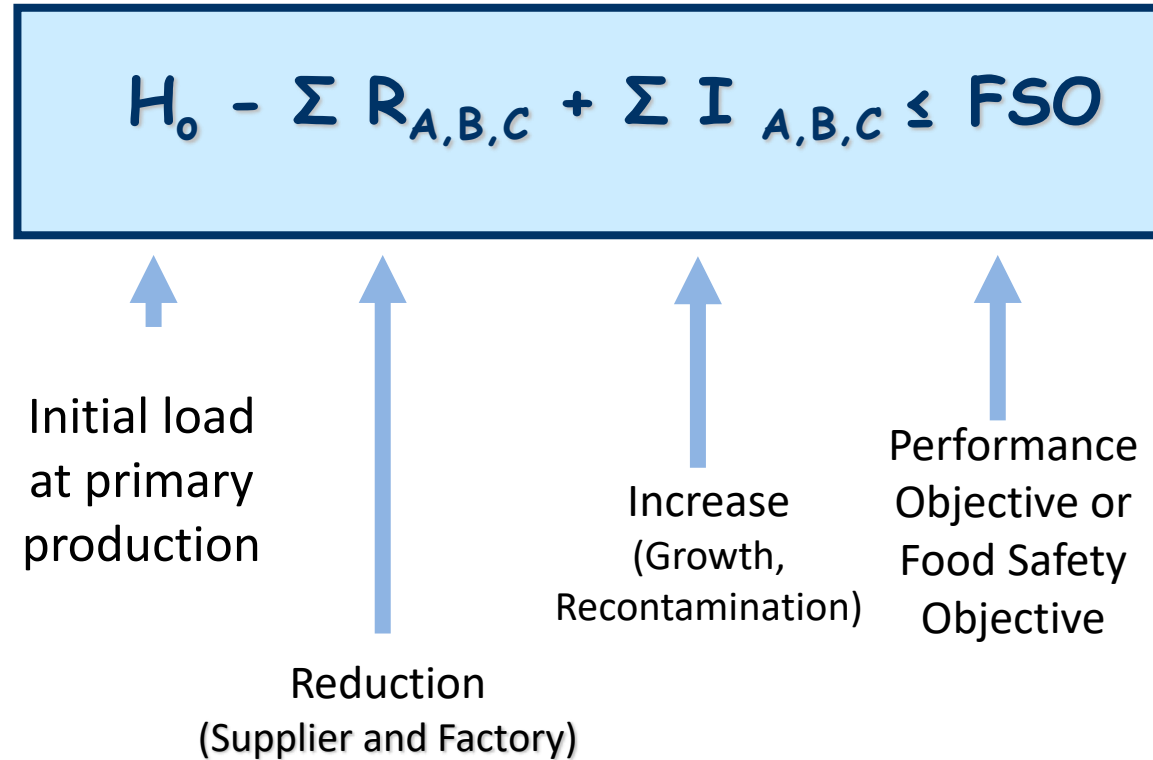 H₀ - Σ R A,B,C + Σ I A,B,C ≤ FSO
Initial load
at primary
production
Reduction
(Supplier and Factory)
Increase
(Growth,
Recontamination)
Performance
Objective or
Food Safety
Objective